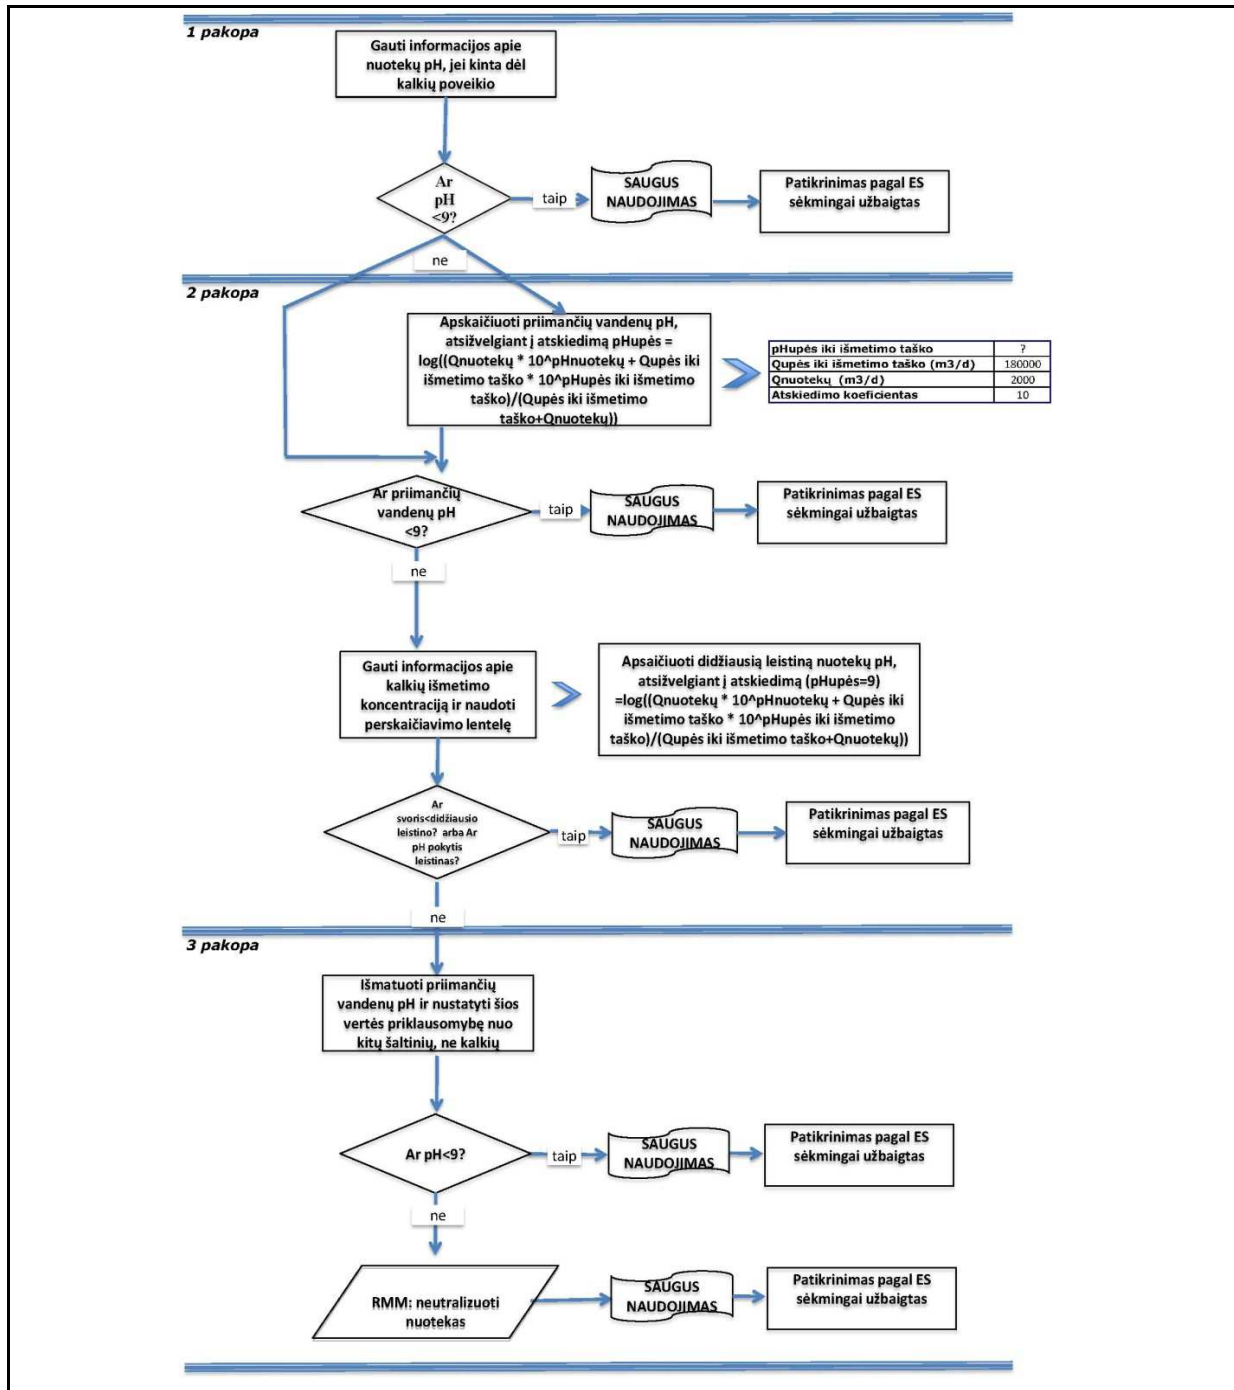 1 pakopa
Gauti informacijos apie
nuotekų pH, jei kinta dėl
kalkių poveikio
Ar
pH
<9?
taip
SAUGUS
NAUDOJIMAS
Patikrinimas pagal ES
sėkmingai užbaigtas
ne
2 pakopa
Apskaičiuoti priimančių vandenų pH,
atsižvelgiant į atskiedimą pHupės =
log((Qnuotekų * 10^pHnuotekų + Qupės iki
išmetimo taško * 10^pHupės iki išmetimo
taško)/(Qupės iki išmetimo
taško+Qnuotekų))
pHupės iki išmetimo taško ?
Qupės iki išmetimo taško (m3/d) 180000
Qnuotekų (m3/d) 2000
Atskiedimo koeficientas 10
Ar priimančių
vandenų pH
<9?
taip
SAUGUS
NAUDOJIMAS
Patikrinimas pagal ES
sėkmingai užbaigtas
ne
Gauti informacijos apie
kalkių išmetimo
koncentraciją ir naudoti
perskaičiavimo lentelę
Apsaičiuoti didžiausią leistiną nuotekų pH,
atsižvelgiant į atskiedimą (pHupės=9)
=log((Qnuotekų * 10^pHnuotekų + Qupės iki
išmetimo taško * 10^pHupės iki išmetimo
taško)/(Qupės iki išmetimo taško+Qnuotekų))
Ar
svoris<didžiausio
leistino? arba Ar
pH pokytis
leistinas?
taip
SAUGUS
NAUDOJIMAS
Patikrinimas pagal ES
sėkmingai užbaigtas
ne
3 pakopa
Išmatuoti priimančių
vandenų pH ir nustatyti šios
vertės priklausomybę nuo
kitų šaltinių, ne kalkių
Ar pH<9?
taip
SAUGUS
NAUDOJIMAS
Patikrinimas pagal ES
sėkmingai užbaigtas
ne
RMM: neutralizuoti
nuotekas
SAUGUS
NAUDOJIMAS
Patikrinimas pagal ES
sėkmingai užbaigtas